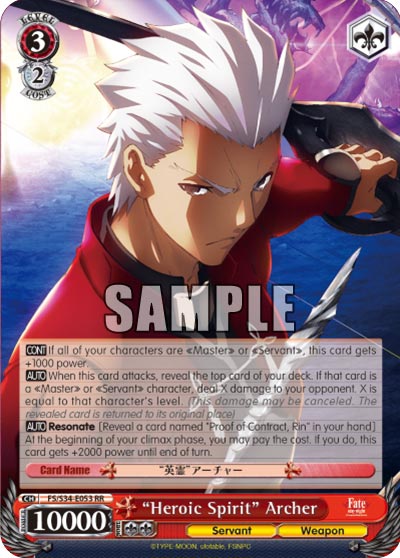 LEVEL
3
2
COST
SAMPLE
CONT If all of your characters are «Master» or «Servant», this card gets
+1000 power.
AUTO When this card attacks, reveal the top card of your deck. If that card is
a «Master» or «Servant» character, deal X damage to your opponent. X is
equal to that character's level. (This damage may be canceled. The
revealed card is returned to its original place)
AUTO Resonate [Reveal a card named "Proof of Contract, Rin" in your hand]
At the beginning of your climax phase, you may pay the cost. If you do, this
card gets +2000 power until end of turn.
Card Name
"英霊"アーチャー
CH FS/S34-E053 RR
POWER 10000
"Heroic Spirit" Archer
Fate
stay night
Servant
Weapon
©TYPE-MOON, ufotable, FSNPC